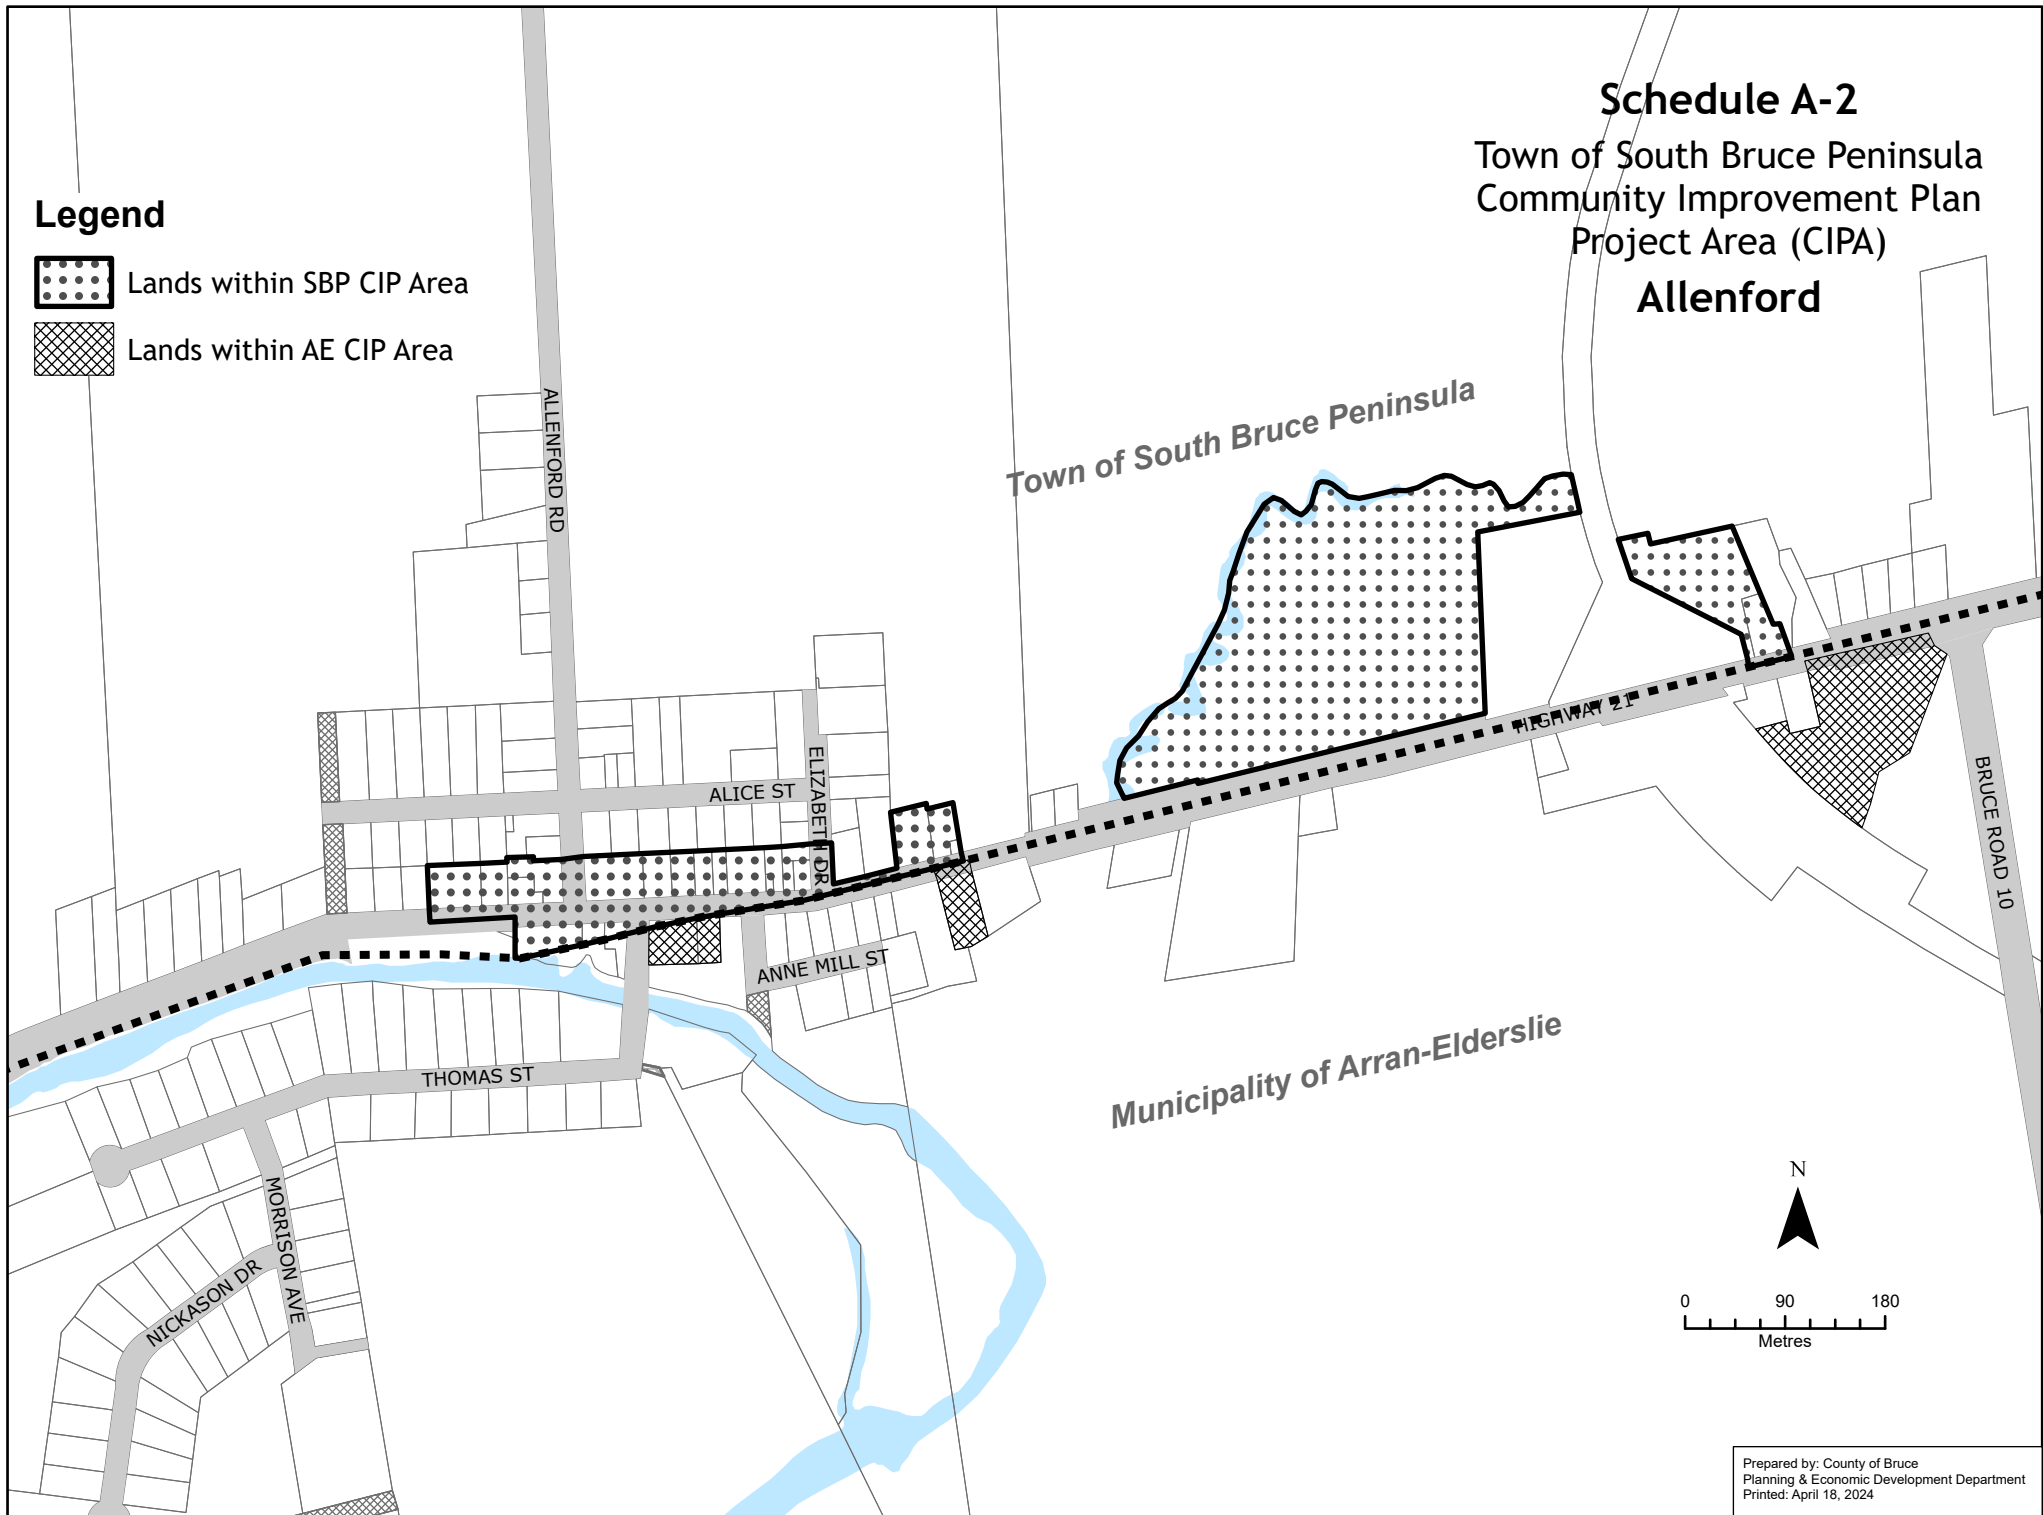 Schedule A-2
Town of South Bruce Peninsula
Community Improvement Plan
Project Area (CIPA)
Allenford
Legend
Lands within SBP CIP Area
Lands within AE CIP Area
ALLENFORD RD
Town of South Bruce Peninsula
HIGHWAY 21
BRUCE ROAD 10
ALICE ST
ELIZABETH DR
ANNE MILL ST
Municipality of Arran-Elderslie
THOMAS ST
MORRISON AVE
NICKASON DR
N
0 90 180
Metres
Prepared by: County of Bruce
Planning & Economic Development Department
Printed: April 18, 2024